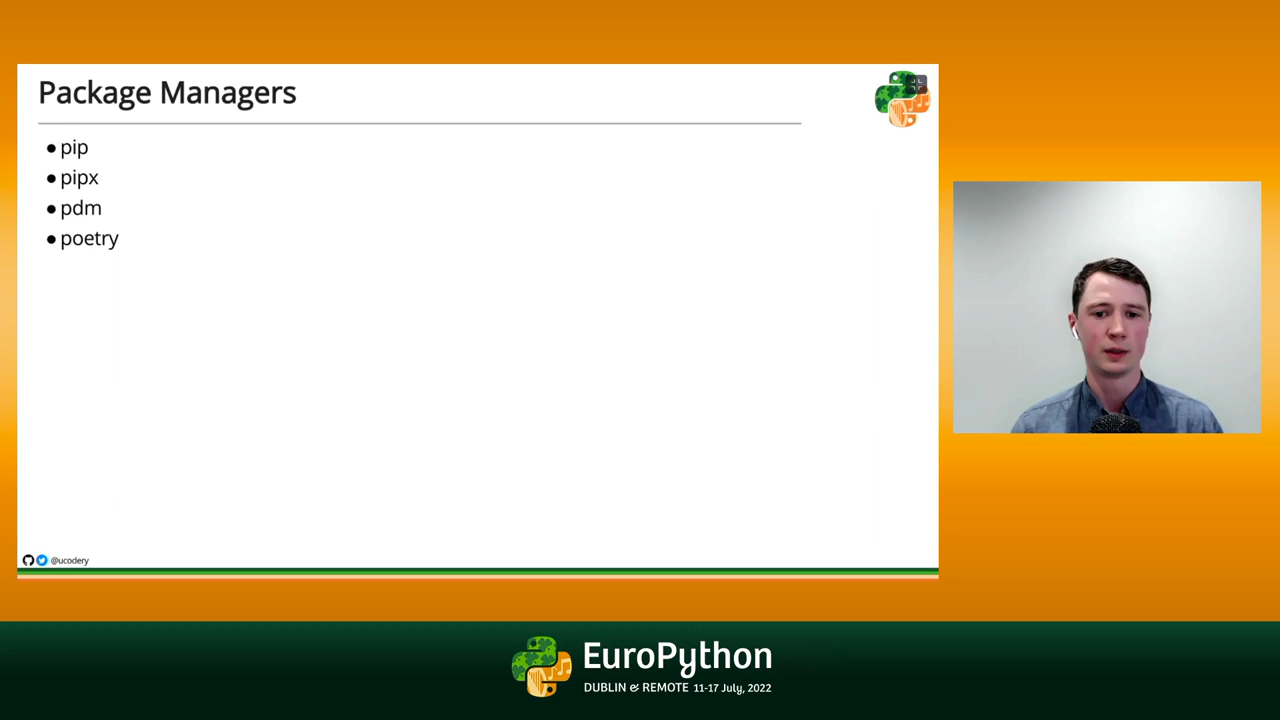 Package Managers
● pip
● pipx
● pdm
● poetry
@ucodery
EuroPython
DUBLIN & REMOTE 11-17 July, 2022